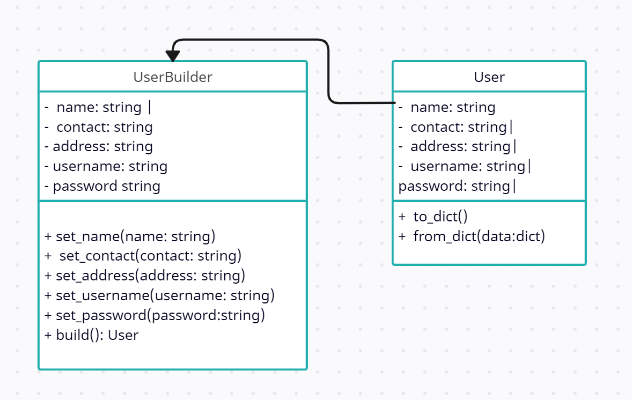 UserBuilder
- name: string |
- contact: string
- address: string
- username: string
- password string
+ set_name(name: string)
+ set_contact(contact: string)
+ set_address(address: string)
+ set_username(username: string)
+ set_password(password:string)
+ build(): User
User
- name: string
- contact: string|
- address: string|
- username: string|
password: string|
+ to_dict()
+ from_dict(data:dict)